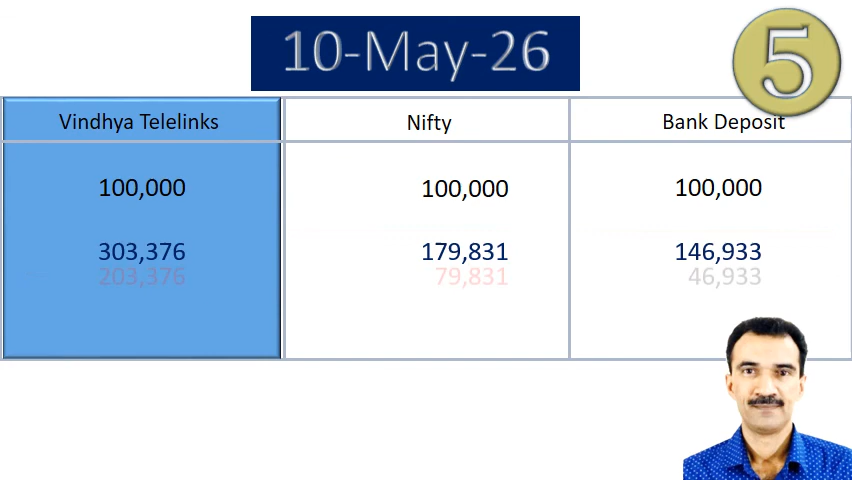 10-May-26
5
Vindhya Telelinks Nifty Bank Deposit
100,000 100,000 100,000
303,376 179,831 146,933
203,376 79,831 46,933